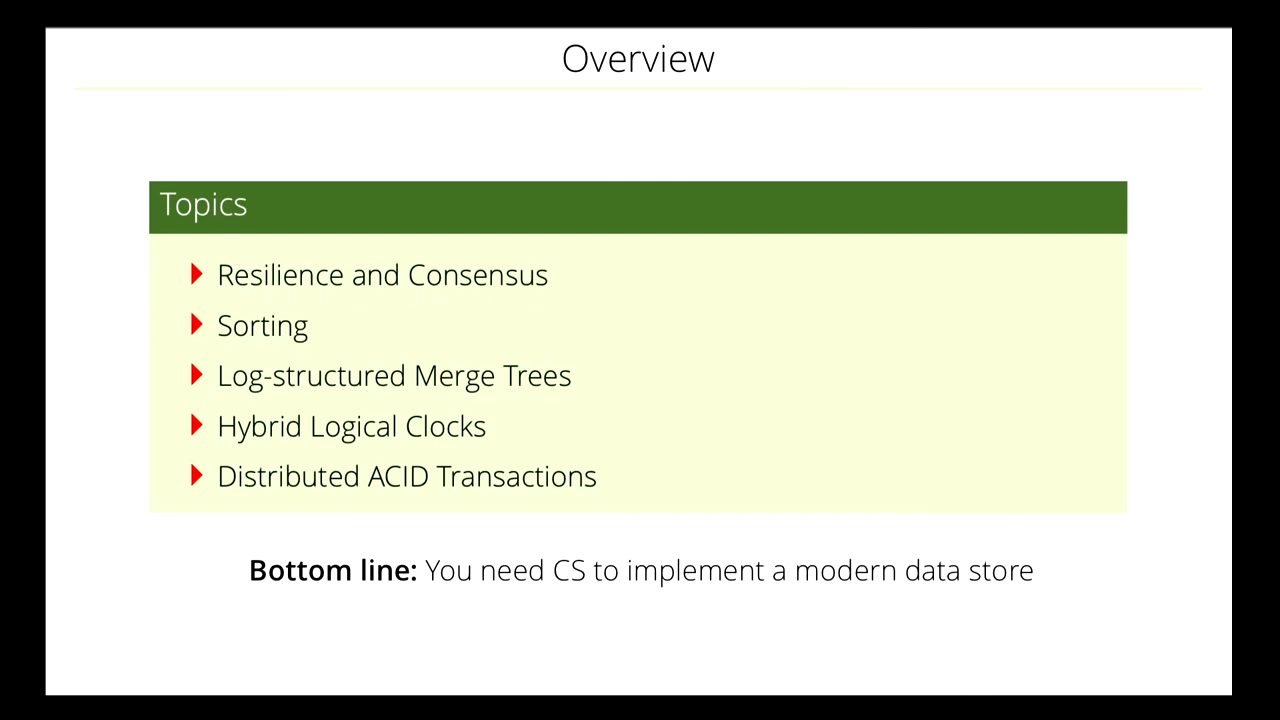 Overview
Topics
Resilience and Consensus
Sorting
Log-structured Merge Trees
Hybrid Logical Clocks
Distributed ACID Transactions
Bottom line: You need CS to implement a modern data store